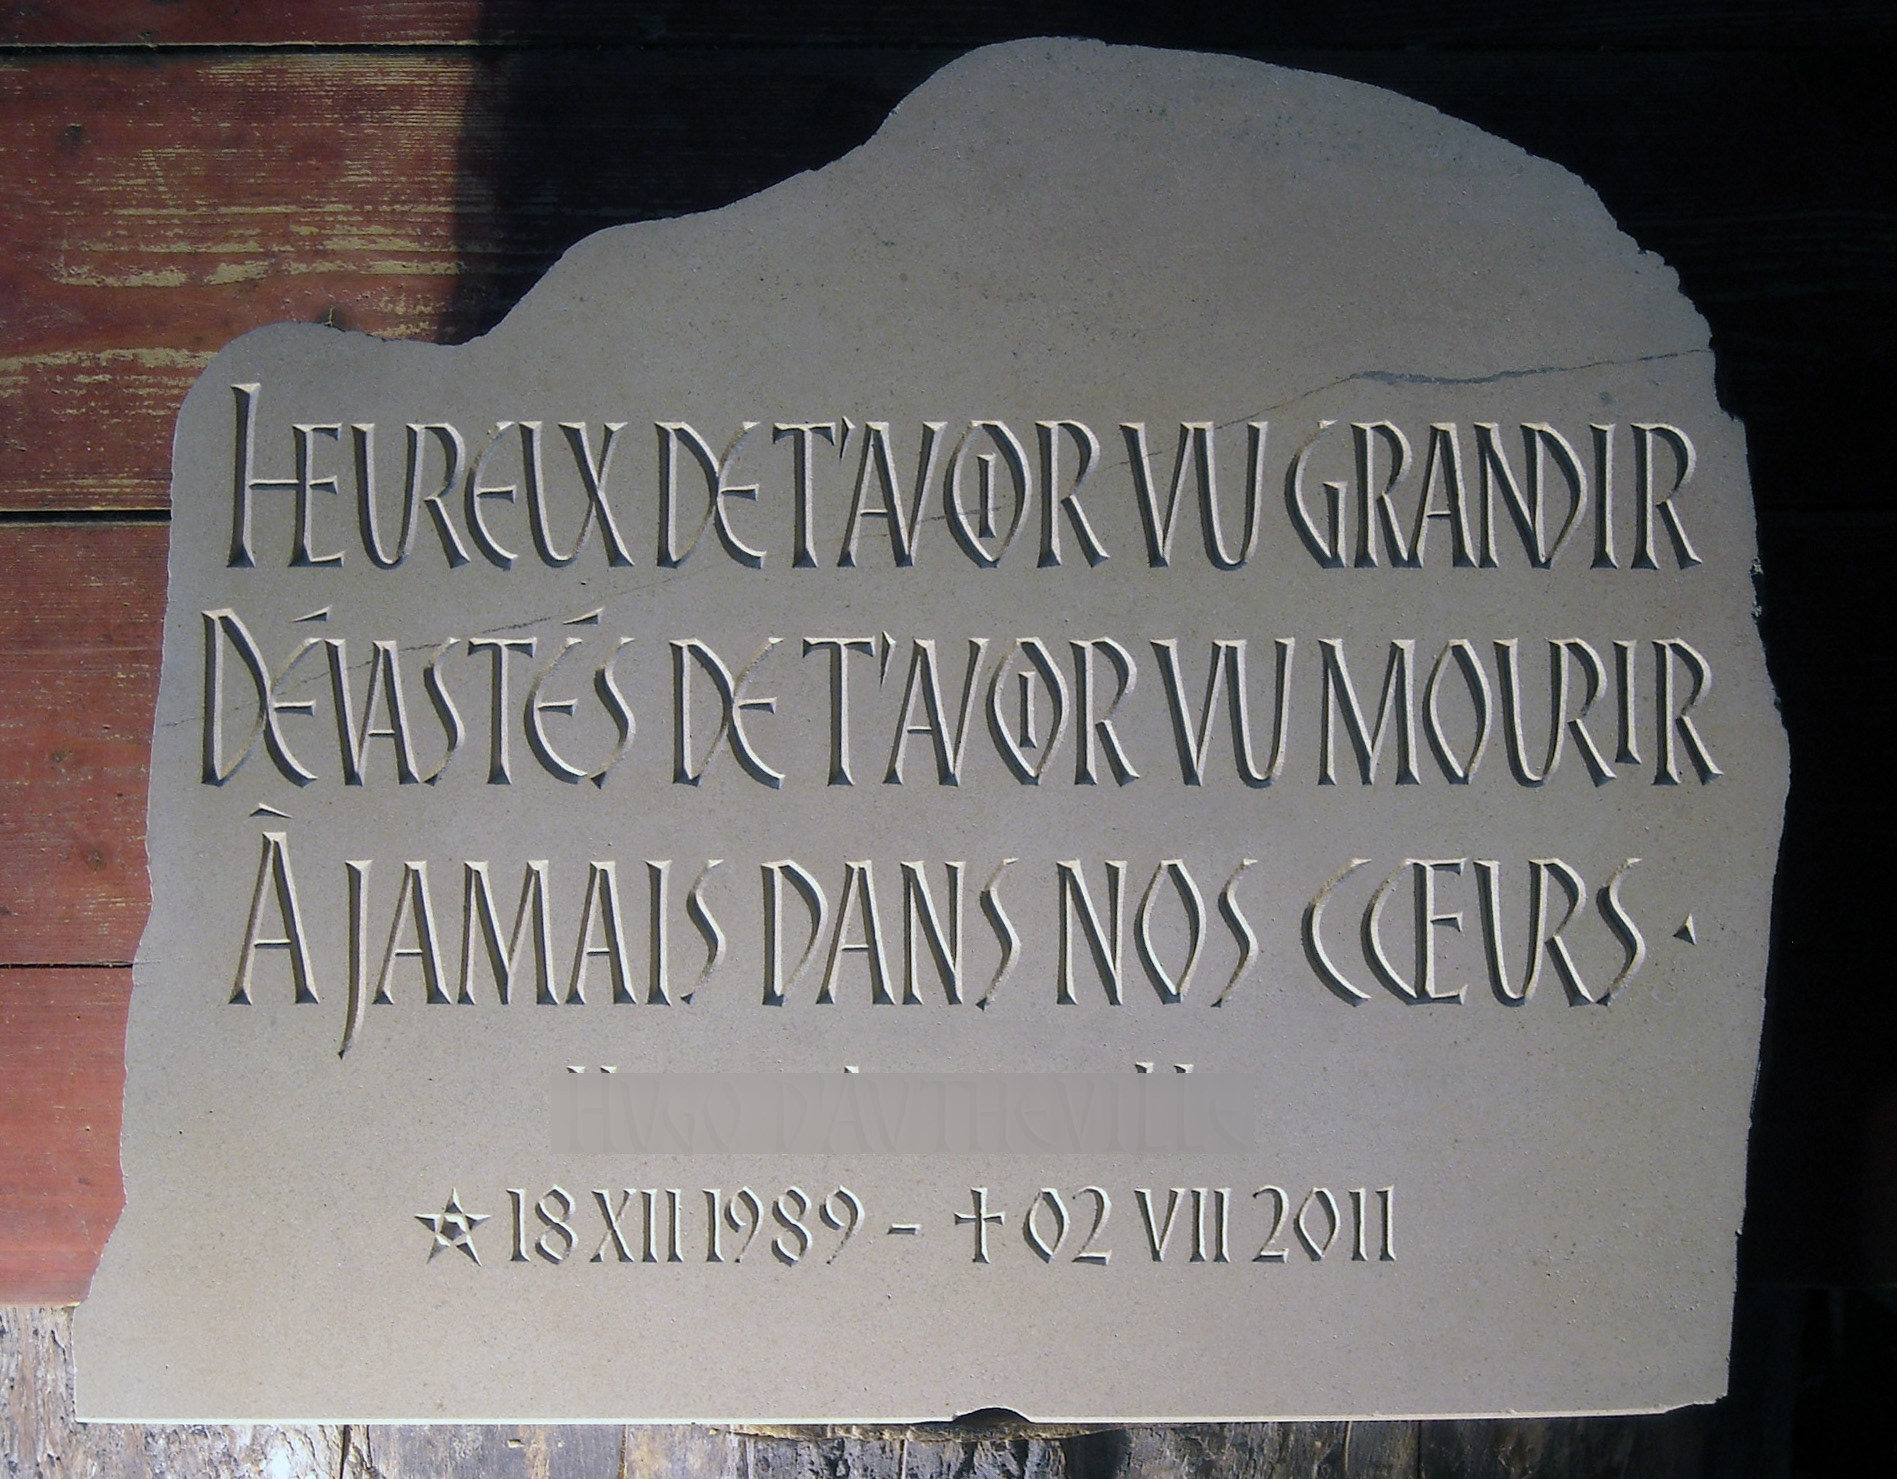 HEUREUX DE T'AVOIR VU GRANDIR
DÉVASTÉS DE T'AVOIR VU MOURIR
 JAMAIS DANS NOS CŒURS ·
☆ 18 XII 1989 - † 02 VII 2011